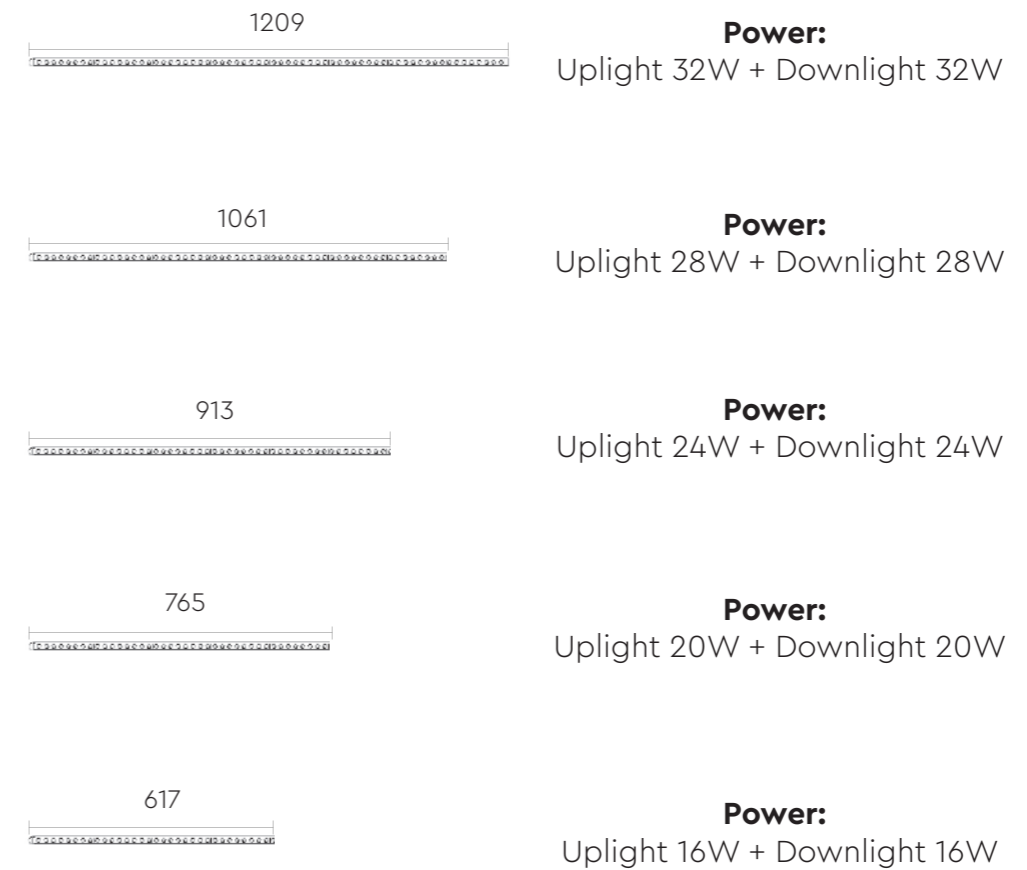 1209
Power:
Uplight 32W + Downlight 32W
1061
Power:
Uplight 28W + Downlight 28W
913
Power:
Uplight 24W + Downlight 24W
765
Power:
Uplight 20W + Downlight 20W
617
Power:
Uplight 16W + Downlight 16W